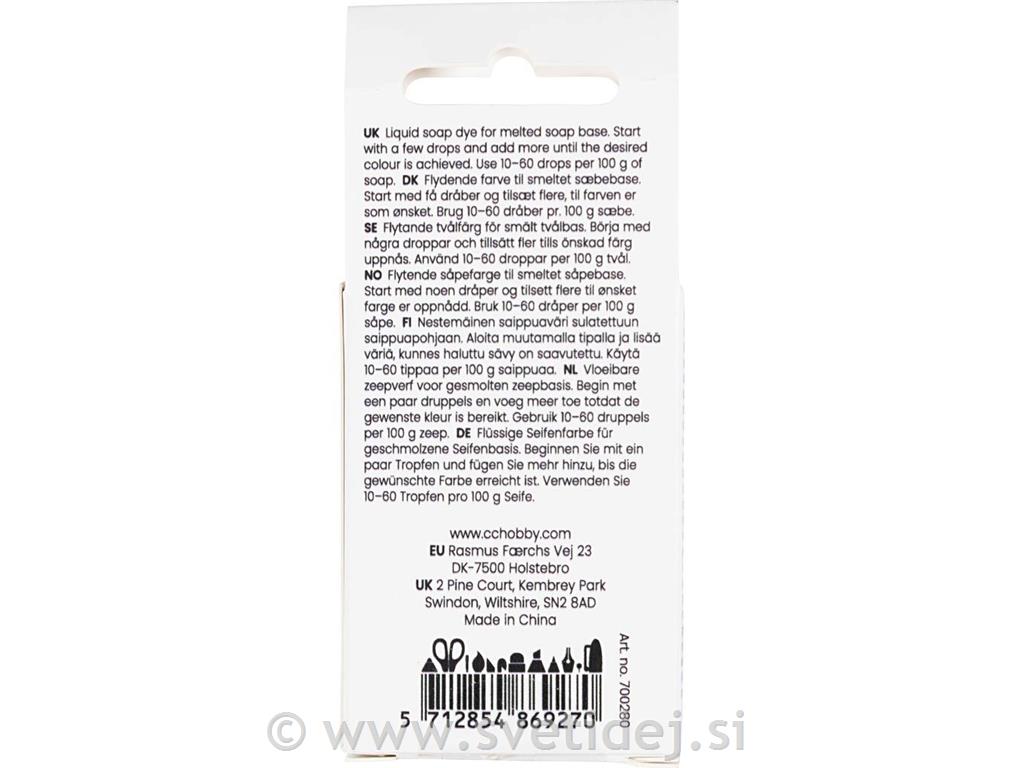 UK Liquid soap dye for melted soap base. Start
with a few drops and add more until the desired
colour is achieved. Use 10–60 drops per 100 g of
soap. DK Flydende farve til smeltet sæbebase.
Start med få dråber og tilsæt flere, til farven er
som ønsket. Brug 10–60 dråber pr. 100 g sæbe.
SE Flytande tvålfärg för smält tvålbas. Börja med
några droppar och tillsätt fler tills önskad färg
uppnås. Använd 10–60 droppar per 100 g tvål.
NO Flytende såpefarge til smeltet såpebase.
Start med noen dråper og tilsett flere til ønsket
farge er oppnådd. Bruk 10–60 dråper per 100 g
såpe. FI Nestemäinen saippuaväri sulatettuun
saippuapohjaan. Aloita muutamalla tipalla ja lisää
väriä, kunnes haluttu sävy on saavutettu. Käytä
10–60 tippaa per 100 g saippuaa. NL Vloeibare
zeepverf voor gesmolten zeepbasis. Begin met
een paar druppels en voeg meer toe totdat de
gewenste kleur is bereikt. Gebruik 10–60 druppels
per 100 g zeep. DE Flüssige Seifenfarbe für
geschmolzene Seifenbasis. Beginnen Sie mit ein
paar Tropfen und fügen Sie mehr hinzu, bis die
gewünschte Farbe erreicht ist. Verwenden Sie
10–60 Tropfen pro 100 g Seife.
www.cchobby.com
EU Rasmus Færchs Vej 23
DK-7500 Holstebro
UK 2 Pine Court, Kembrey Park
Swindon, Wiltshire, SN2 8AD
Made in China
Art. no. 700280
5 712854 869270
© www.svetidej.si